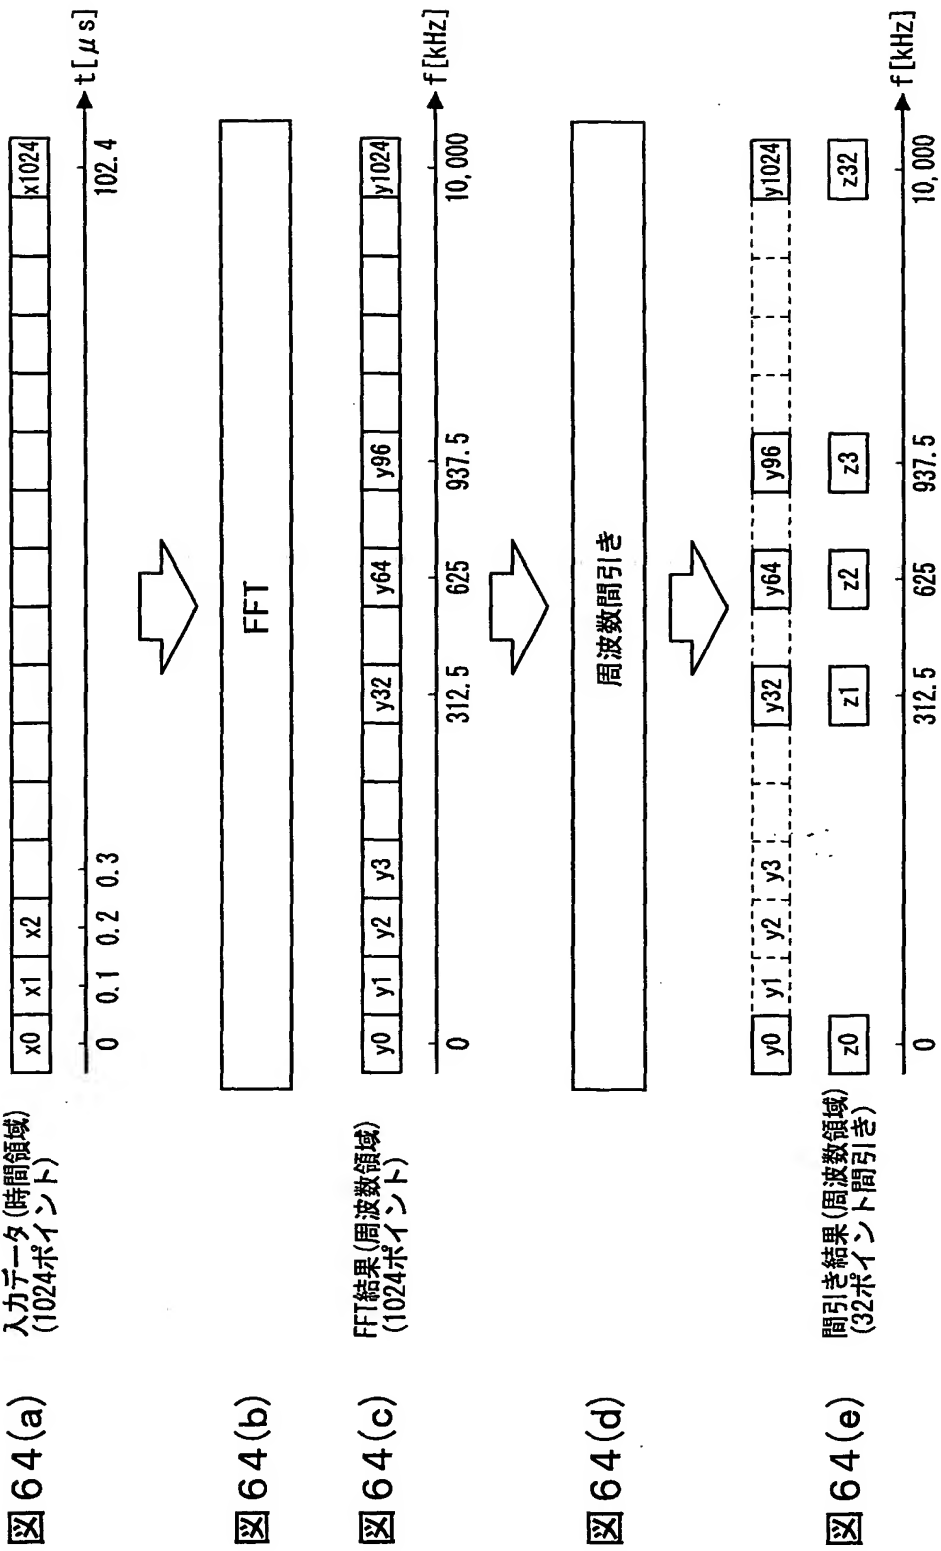 図64(a)
入力データ(時間領域)
(1024ポイント)
x0 x1 x2 x1024
0 0.1 0.2 0.3 102.4 t[μs]
図64(b)
FFT
図64(c)
FFT結果(周波数領域)
(1024ポイント)
y0 y1 y2 y3 y32 y64 y96 y1024
0 312.5 625 937.5 10,000 f[kHz]
図64(d)
周波数間引き
図64(e)
間引き結果(周波数領域)
(32ポイント間引き)
y0 y1 y2 y3 y32 y64 y96 y1024
z0 z1 z2 z3 z32
0 312.5 625 937.5 10,000 f[kHz]